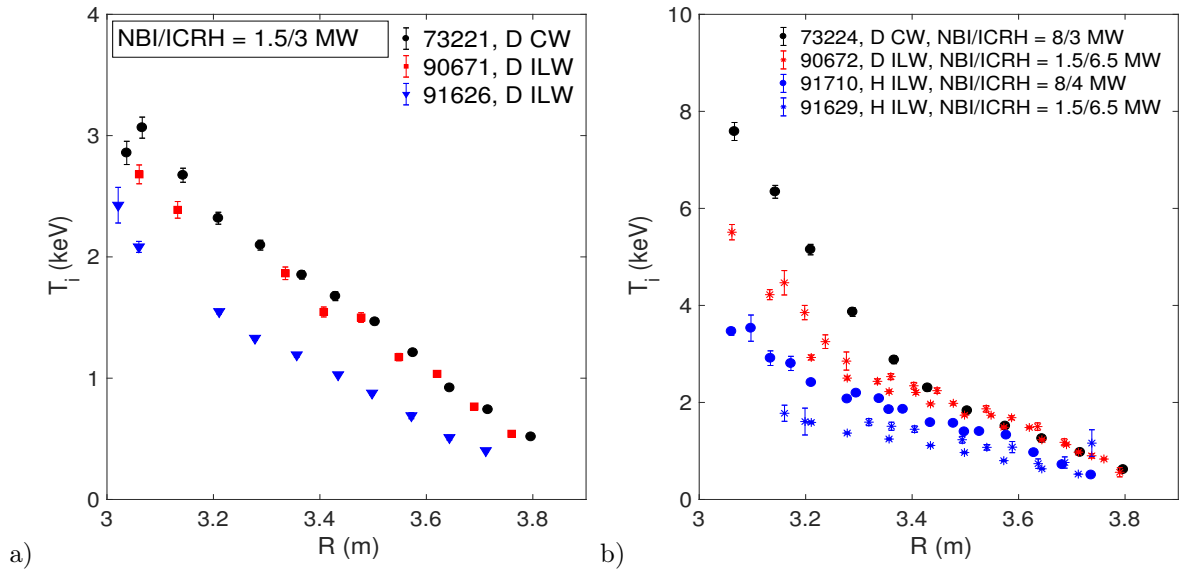 NBI/ICRH = 1.5/3 MW
73221, D CW
90671, D ILW
91626, D ILW
4
3
2
1
0
T_i (keV)
3
3.2
3.4
3.6
3.8
R (m)
a)
73224, D CW, NBI/ICRH = 8/3 MW
90672, D ILW, NBI/ICRH = 1.5/6.5 MW
91710, H ILW, NBI/ICRH = 8/4 MW
91629, H ILW, NBI/ICRH = 1.5/6.5 MW
10
8
6
4
2
0
T_i (keV)
3
3.2
3.4
3.6
3.8
R (m)
b)